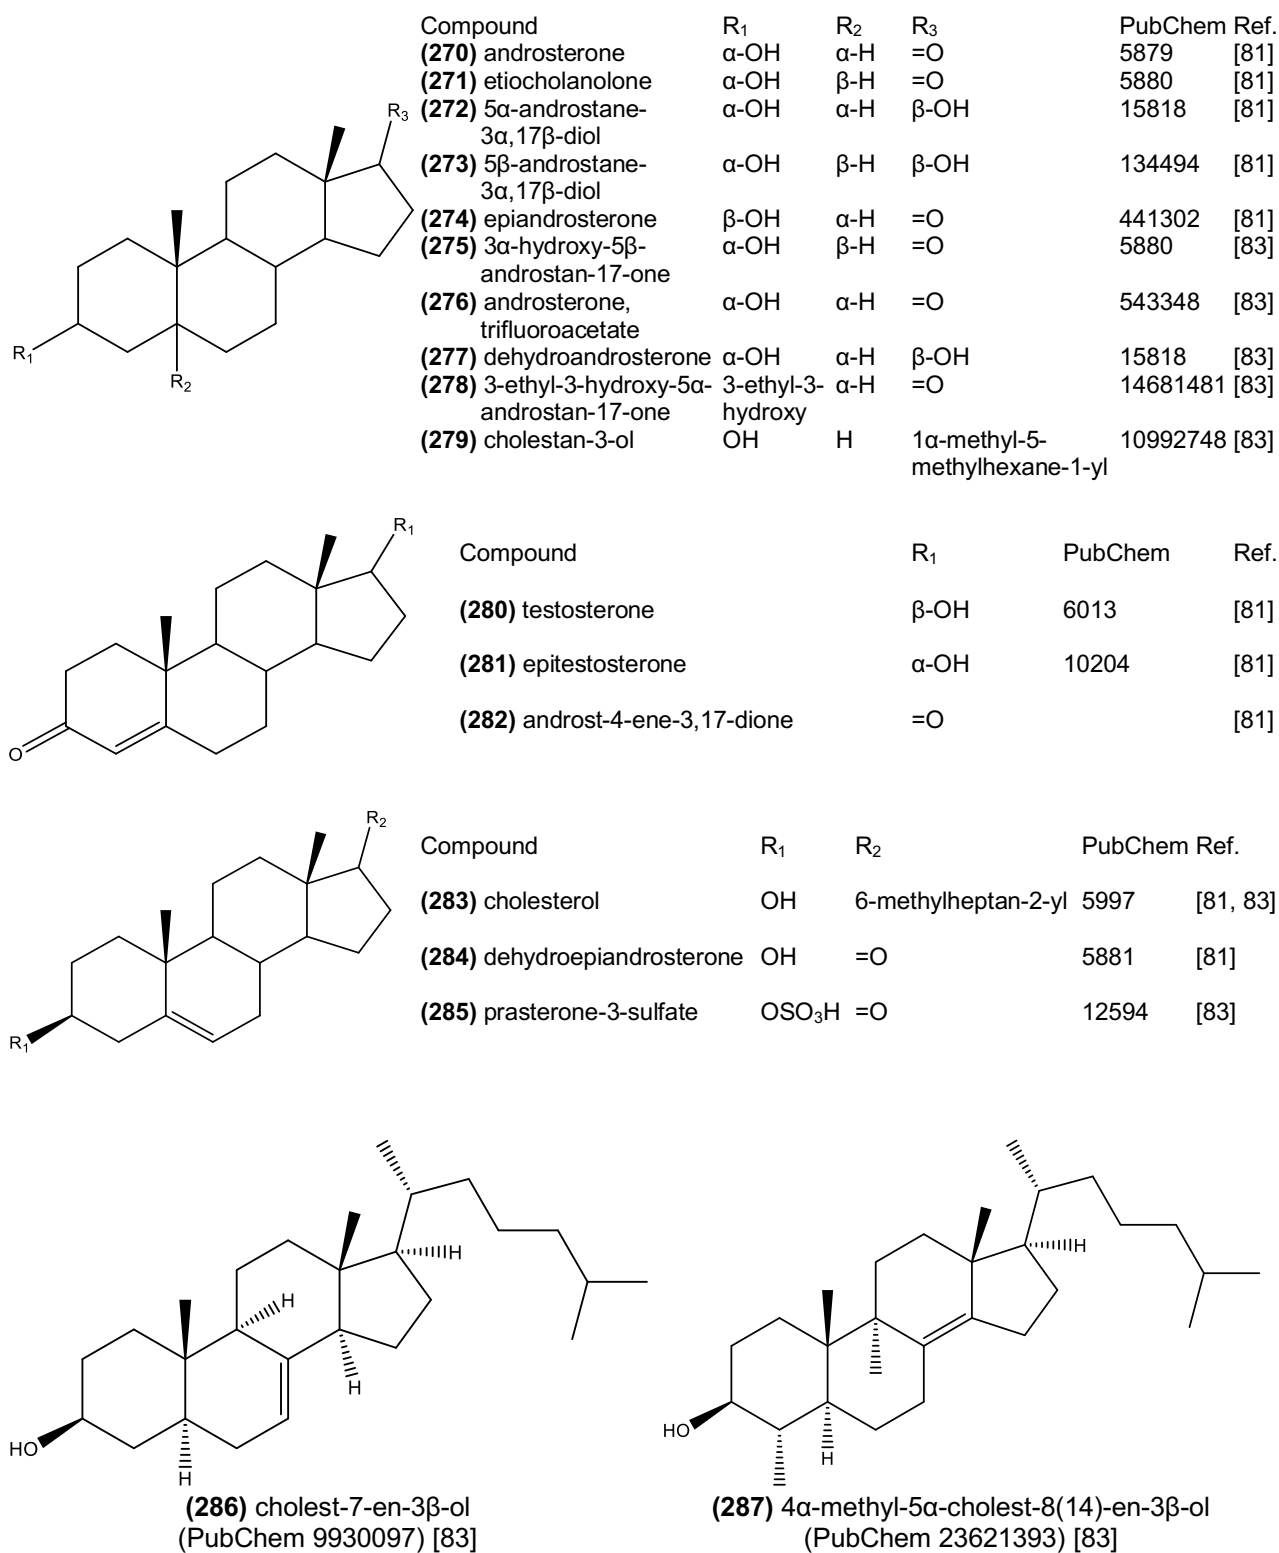 Compound R₁ R₂ R₃ PubChem Ref.
(270) androsterone α-OH α-H =O 5879 [81]
(271) etiocholanolone α-OH β-H =O 5880 [81]
(272) 5α-androstane- α-OH α-H β-OH 15818 [81]
3α,17β-diol
(273) 5β-androstane- α-OH β-H β-OH 134494 [81]
3α,17β-diol
(274) epiandrosterone β-OH α-H =O 441302 [81]
(275) 3α-hydroxy-5β- α-OH β-H =O 5880 [83]
androstan-17-one
(276) androsterone, α-OH α-H =O 543348 [83]
trifluoroacetate
(277) dehydroandrosterone α-OH α-H β-OH 15818 [83]
(278) 3-ethyl-3-hydroxy-5α- 3-ethyl-3- α-H =O 14681481 [83]
androstan-17-one hydroxy
(279) cholestan-3-ol OH H 1α-methyl-5- 10992748 [83]
methylhexane-1-yl
R₃
R₁
R₂
R₁
O
Compound R₁ PubChem Ref.
(280) testosterone β-OH 6013 [81]
(281) epitestosterone α-OH 10204 [81]
(282) androst-4-ene-3,17-dione =O [81]
R₂
R₁
Compound R₁ R₂ PubChem Ref.
(283) cholesterol OH 6-methylheptan-2-yl 5997 [81, 83]
(284) dehydroepiandrosterone OH =O 5881 [81]
(285) prasterone-3-sulfate OSO₃H =O 12594 [83]
H
H
H
HO
H
(286) cholest-7-en-3β-ol
(PubChem 9930097) [83]
H
HO
H
(287) 4α-methyl-5α-cholest-8(14)-en-3β-ol
(PubChem 23621393) [83]